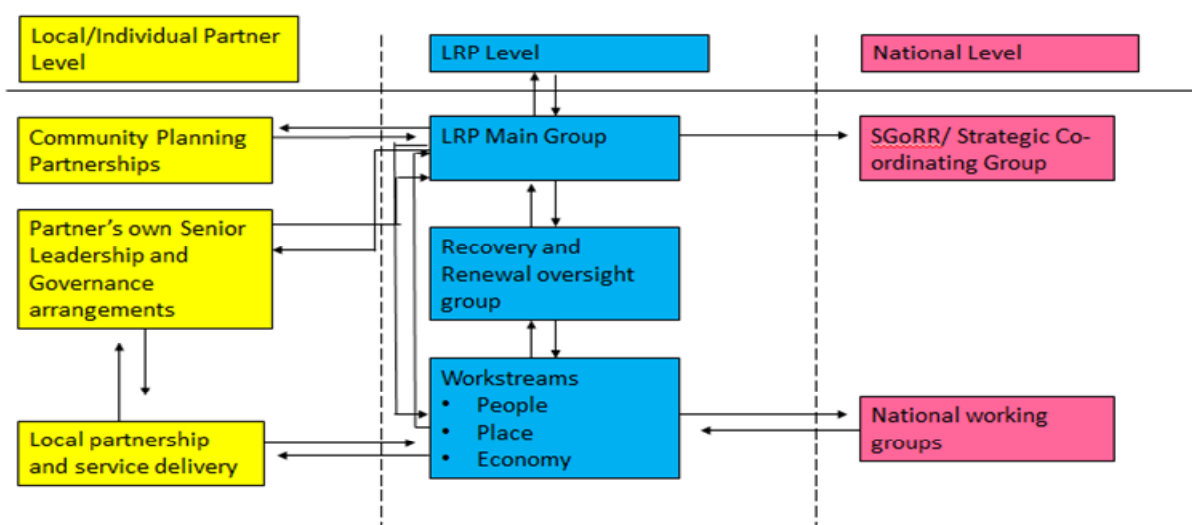 Local/Individual Partner
Level
LRP Level
National Level
Community Planning
Partnerships
LRP Main Group
SGoRR/ Strategic Co-
ordinating Group
Partner's own Senior
Leadership and
Governance
arrangements
Recovery and
Renewal oversight
group
Workstreams
• People
• Place
• Economy
Local partnership
and service delivery
National working
groups